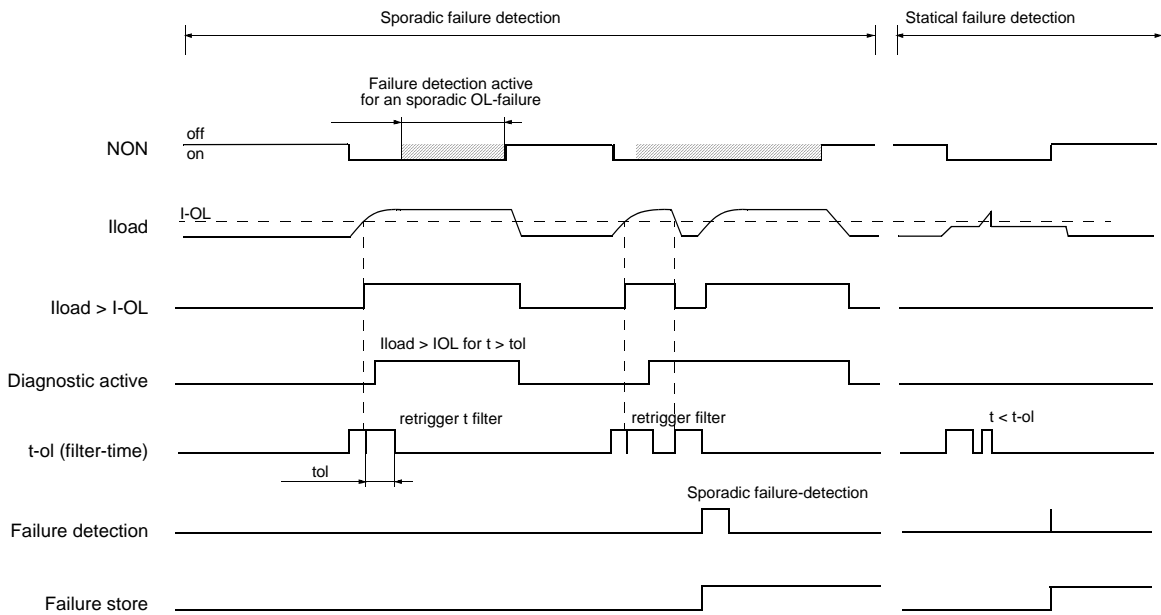 Sporadic failure detection
Statical failure detection
Failure detection active
for an sporadic OL-failure
off
NON
on
I-OL
Iload
Iload > I-OL
Iload > IOL for t > tol
Diagnostic active
retrigger t filter
retrigger filter
t < t-ol
t-ol (filter-time)
tol
Sporadic failure-detection
Failure detection
Failure store